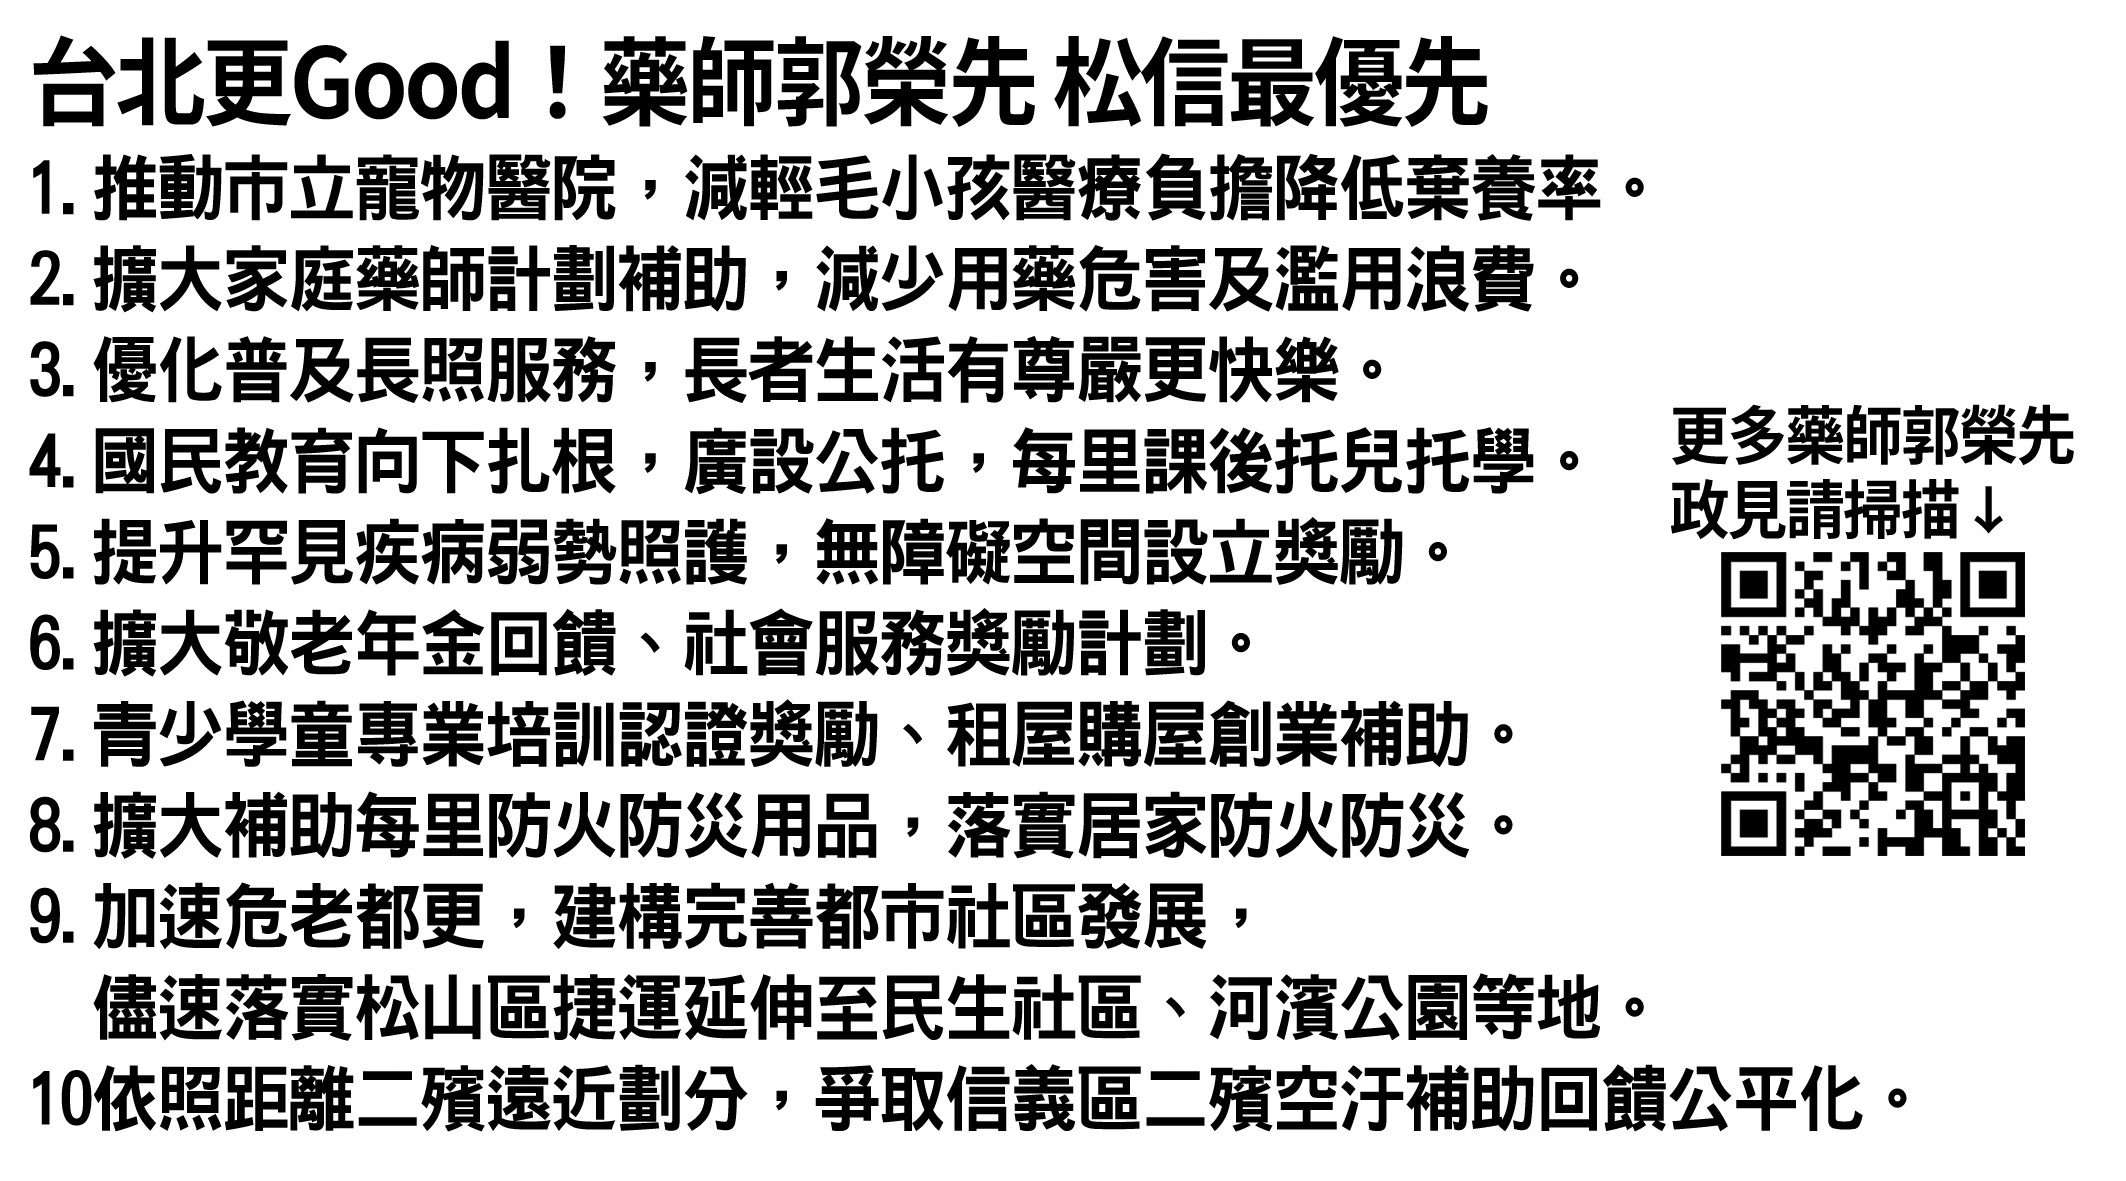 台北更Good！藥師郭榮先 松信最優先
1. 推動市立寵物醫院，減輕毛小孩醫療負擔降低棄養率。
2. 擴大家庭藥師計劃補助，減少用藥危害及濫用浪費。
3. 優化普及長照服務，長者生活有尊嚴更快樂。
4. 國民教育向下扎根，廣設公托，每里課後托兒托學。
5. 提升罕見疾病弱勢照護，無障礙空間設立獎勵。
6. 擴大敬老年金回饋、社會服務獎勵計劃。
7. 青少學童專業培訓認證獎勵、租屋購屋創業補助。
8. 擴大補助每里防火防災用品，落實居家防火防災。
9. 加速危老都更，建構完善都市社區發展，
儘速落實松山區捷運延伸至民生社區、河濱公園等地。
10依照距離二殯遠近劃分，爭取信義區二殯空汙補助回饋公平化。
更多藥師郭榮先
政見請掃描↓